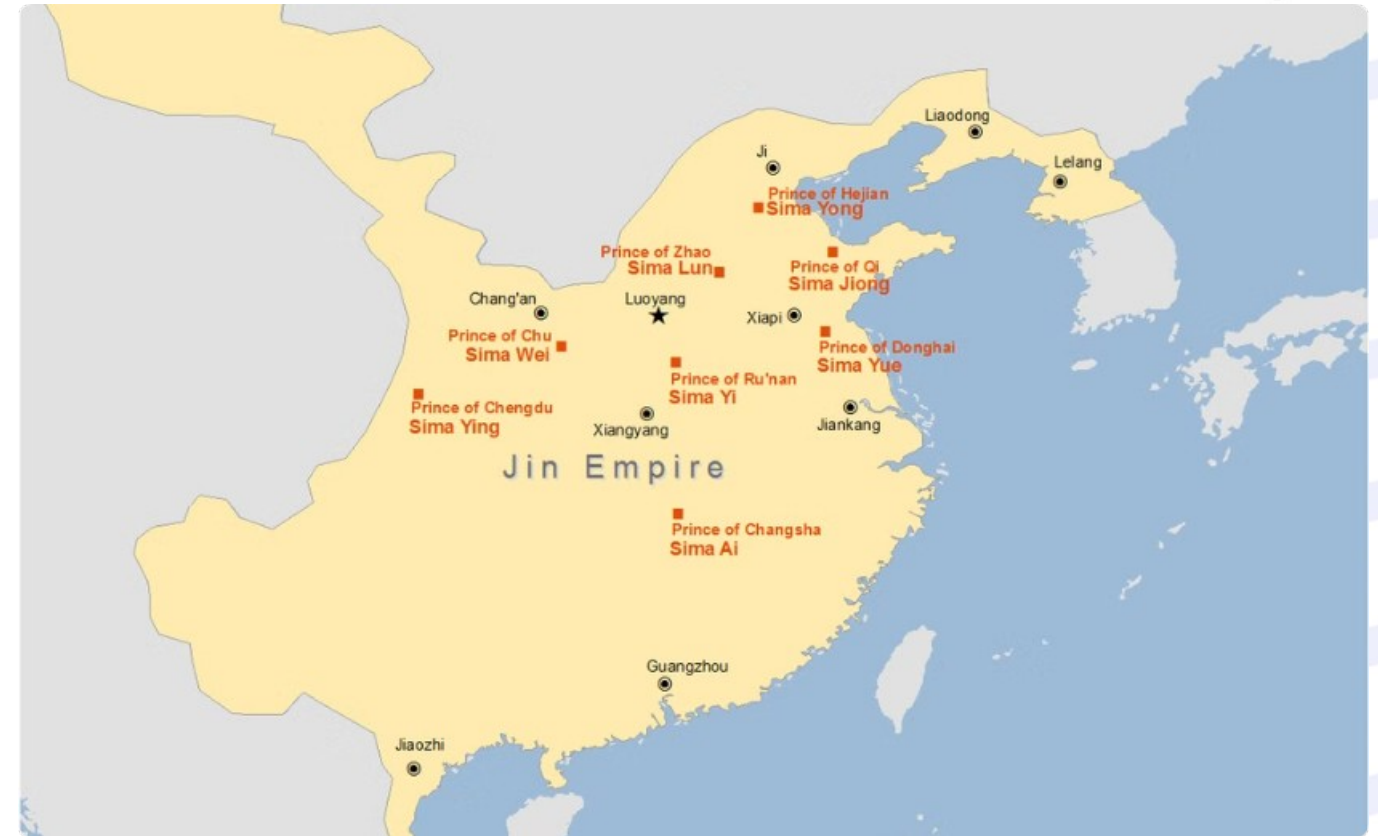 Liaodong
Ji
Lelang
Prince of Hejian
Sima Yong
Prince of Zhao
Sima Lun
Prince of Qi
Sima Jiong
Chang'an
Luoyang
Xiapi
Prince of Chu
Sima Wei
Prince of Donghai
Sima Yue
Prince of Ru'nan
Sima Yi
Prince of Chengdu
Sima Ying
Xiangyang
Jiankang
Jin Empire
Prince of Changsha
Sima Ai
Guangzhou
Jiaozhi